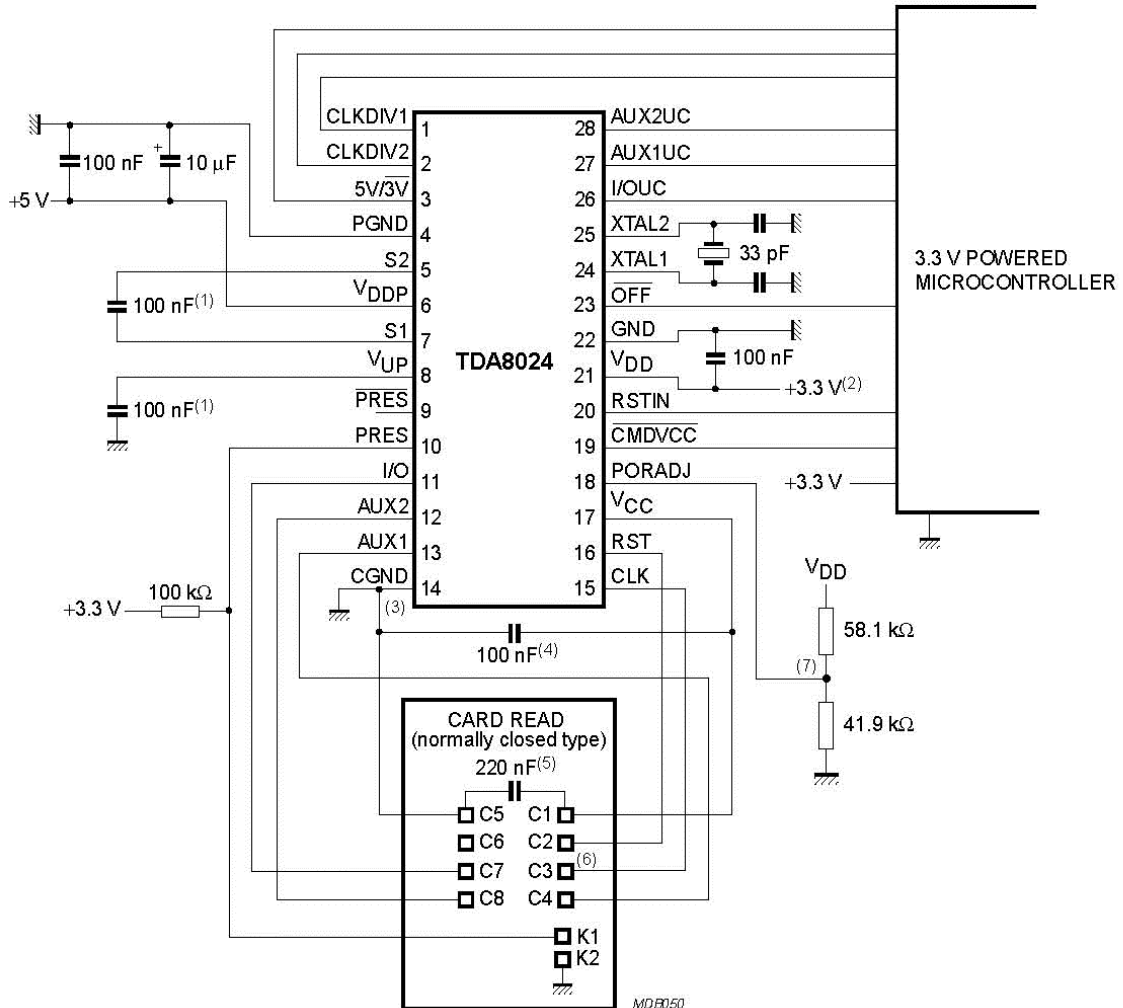 CLKDIV1 1
CLKDIV2 2
5V/3V 3
PGND 4
S2 5
VDDP 6
S1 7
VUP 8
PRES 9
PRES 10
I/O 11
AUX2 12
AUX1 13
CGND 14
(3)
TDA8024
28 AUX2UC
27 AUX1UC
26 I/OUC
25 XTAL2
24 XTAL1
23 OFF
22 GND
21 VDD
20 RSTIN
19 CMDVCC
18 PORADJ
17 VCC
16 RST
15 CLK
100 nF
+
10 μF
+5 V
100 nF(1)
100 nF(1)
33 pF
100 nF
+3.3 V(2)
3.3 V POWERED
MICROCONTROLLER
+3.3 V
100 kΩ
+3.3 V
100 nF(4)
VDD
58.1 kΩ
(7)
41.9 kΩ
CARD READ
(normally closed type)
220 nF(5)
C5 C1
C6 C2
(6)
C7 C3
C8 C4
K1
K2
MDB050